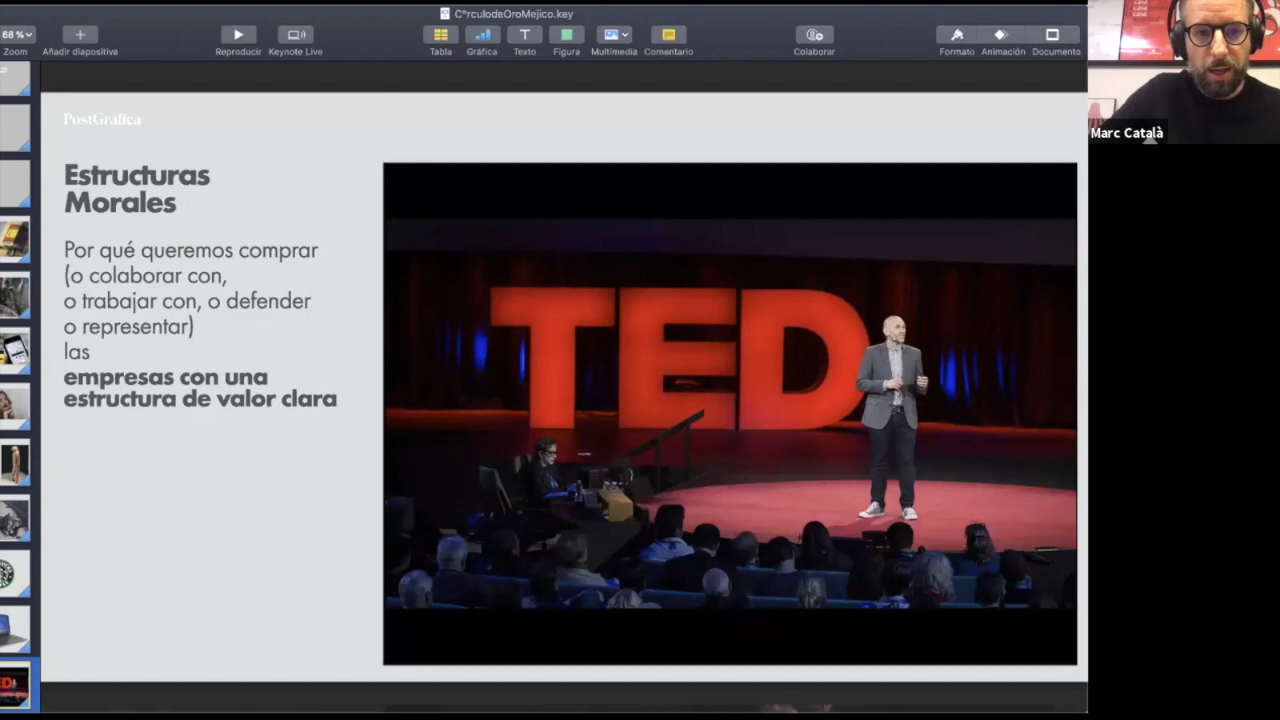 C°rculodeOroMejico.key
68 %
Zoom
Añadir diapositiva
Reproducir
Keynote Live
Tabla
Gráfica
Texto
Figura
Multimedia
Comentario
Colaborar
Formato
Animación
Documento
Marc Català
PostGráfica
Estructuras
Morales
Por qué queremos comprar
(o colaborar con,
o trabajar con, o defender
o representar)
las
empresas con una
estructura de valor clara
TED